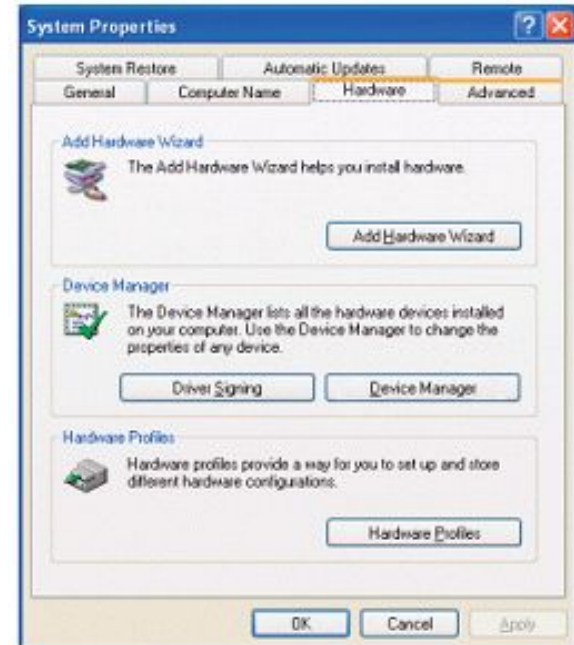 System Properties
System Restore Automatic Updates Remote
General Computer Name Hardware Advanced
Add Hardware Wizard
The Add Hardware Wizard helps you install hardware.
Add Hardware Wizard
Device Manager
The Device Manager lists all the hardware devices installed
on your computer. Use the Device Manager to change the
properties of any device.
Driver Signing Device Manager
Hardware Profiles
Hardware profiles provide a way for you to set up and store
different hardware configurations.
Hardware Profiles
OK Cancel Apply